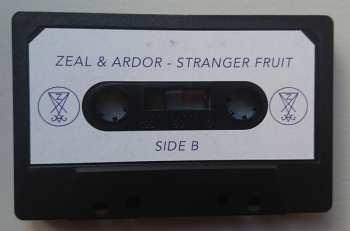 ZEAL & ARDOR - STRANGER FRUIT
SIDE B